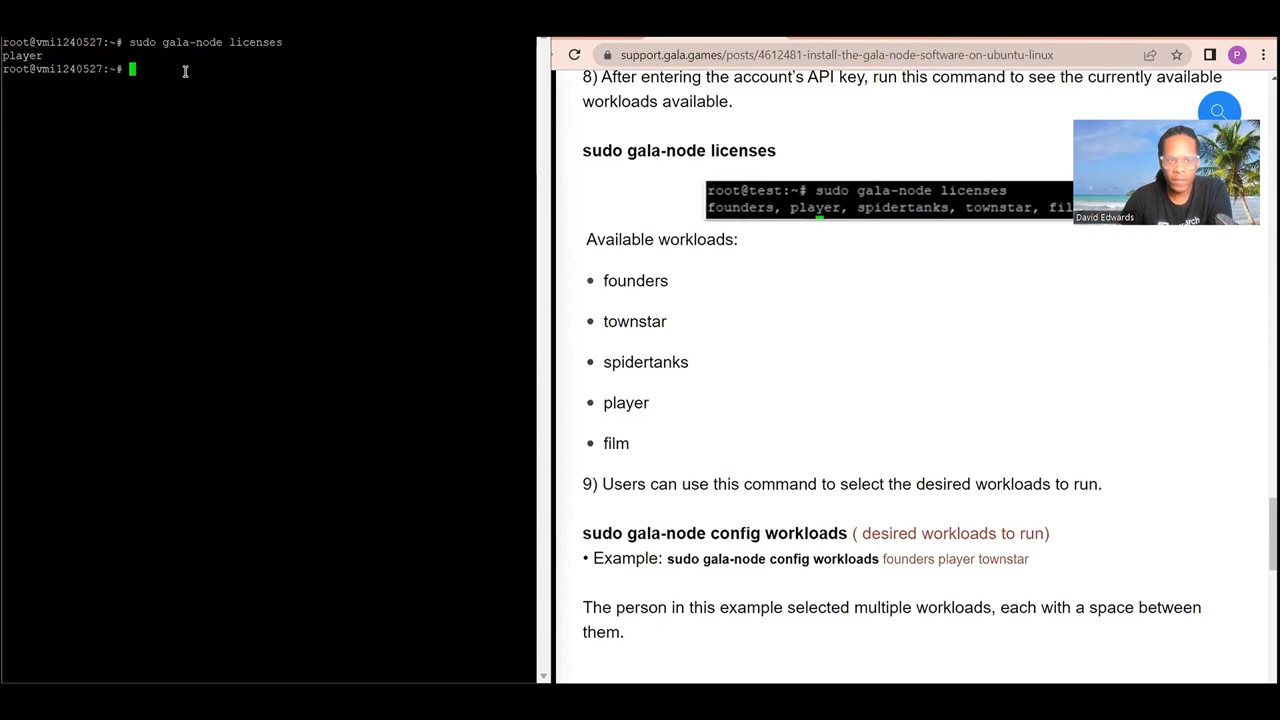 root@vmi1240527:~# sudo gala-node licenses
player
root@vmi1240527:~#
support.gala.games/posts/4612481-install-the-gala-node-software-on-ubuntu-linux
P
8) After entering the account's API key, run this command to see the currently available
workloads available.
sudo gala-node licenses
root@test:~# sudo gala-node licenses
founders, player, spidertanks, townstar, fil
David Edwards
Available workloads:
• founders
• townstar
• spidertanks
• player
• film
9) Users can use this command to select the desired workloads to run.
sudo gala-node config workloads ( desired workloads to run)
• Example: sudo gala-node config workloads founders player townstar
The person in this example selected multiple workloads, each with a space between
them.